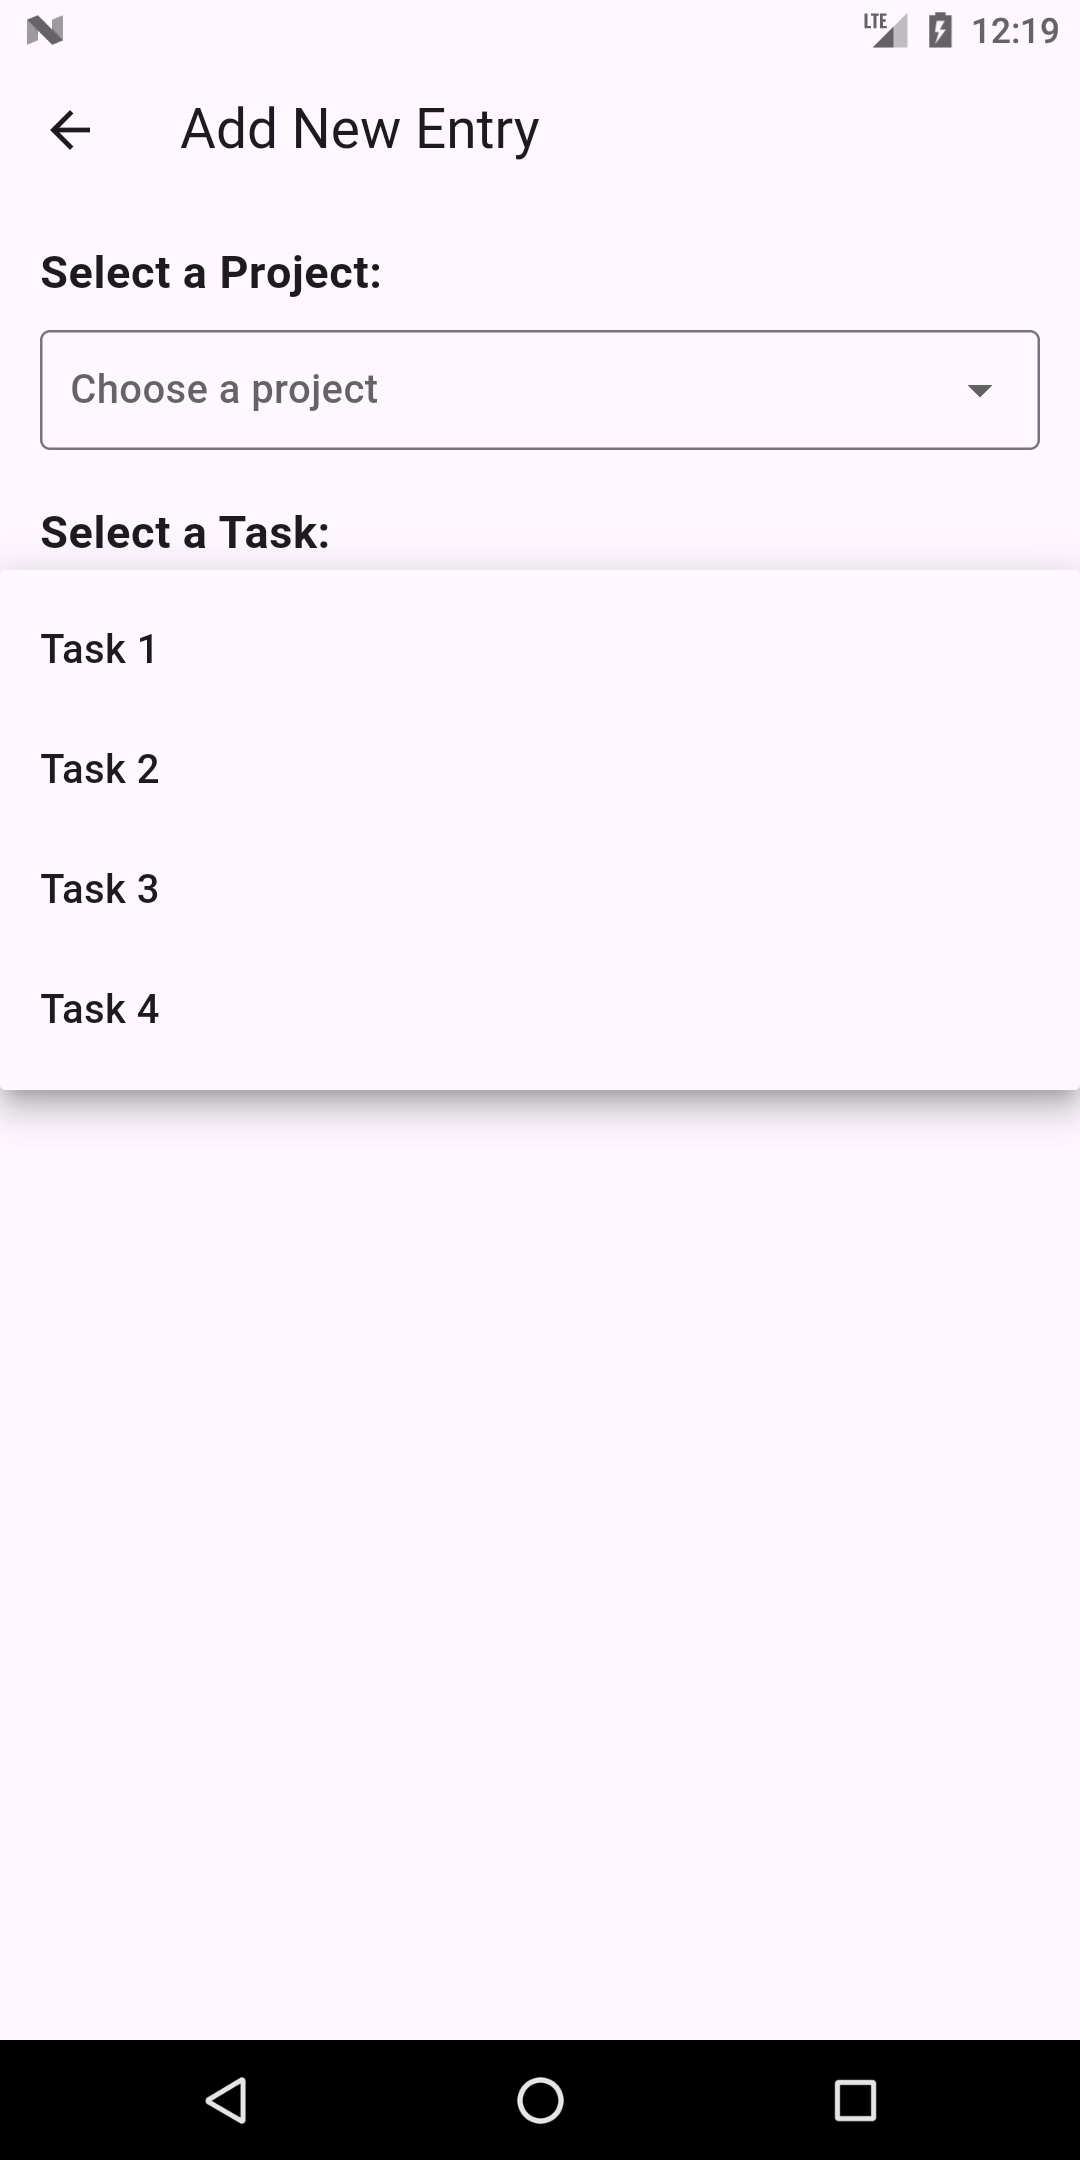 LTE 12:19
Add New Entry
Select a Project:
Choose a project
Select a Task:
Task 1
Task 2
Task 3
Task 4